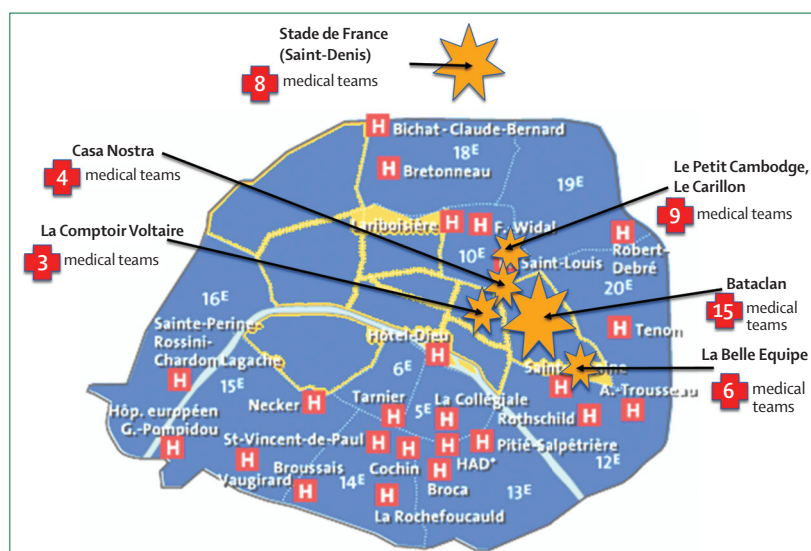 Stade de France
(Saint-Denis)
8
medical teams
Casa Nostra
4
medical teams
La Comptoir Voltaire
3
medical teams
Le Petit Cambodge,
Le Carillon
9
medical teams
Bataclan
15
medical
teams
La Belle Equipe
6
medical
teams
H
Bichat-Claude-Bernard
18E
H
Bretonneau
19E
Lariboisière
H
H
F.-Widal
10E
Saint-Louis
H
Robert-
Debré
20E
H
Tenon
16E
Sainte-Perine-
Rossini-
Chardon Lagache
H
Hôtel-Dieu
H
6E
15E
Necker
H
Tarnier
H
5E
La Collégiale
H
H
Rothschild
H
A.-Trousseau
H
Hôp. européen
G.-Pompidou
H
St-Vincent-de-Paul
H
H
Cochin
H
HAD*
H
Pitié-Salpêtrière
12E
H
Vaugirard
Broussais
H
14E
H
Broca
13E
H
La Rochefoucauld